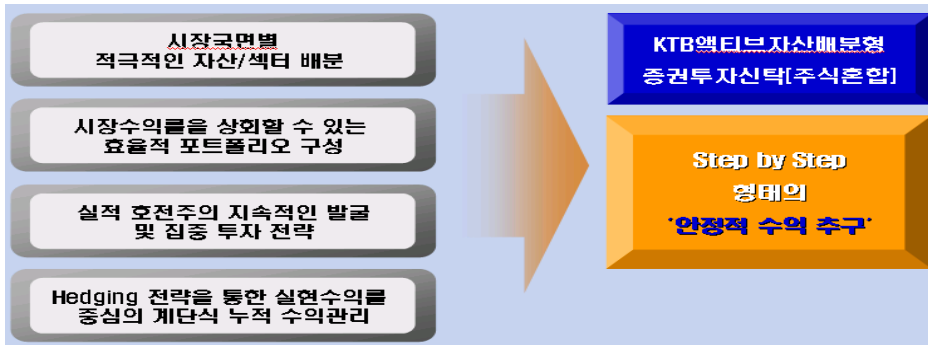 시장국면별
적극적인 자산/섹터 배분
시장수익률을 상회할 수 있는
효율적 포트폴리오 구성
실적 호전주의 지속적인 발굴
및 집중 투자 전략
Hedging 전략을 통한 실현수익률
중심의 계단식 누적 수익관리
KTB액티브자산배분형
증권투자신탁[주식혼합]
Step by Step
형태의
‘안정적 수익 추구’